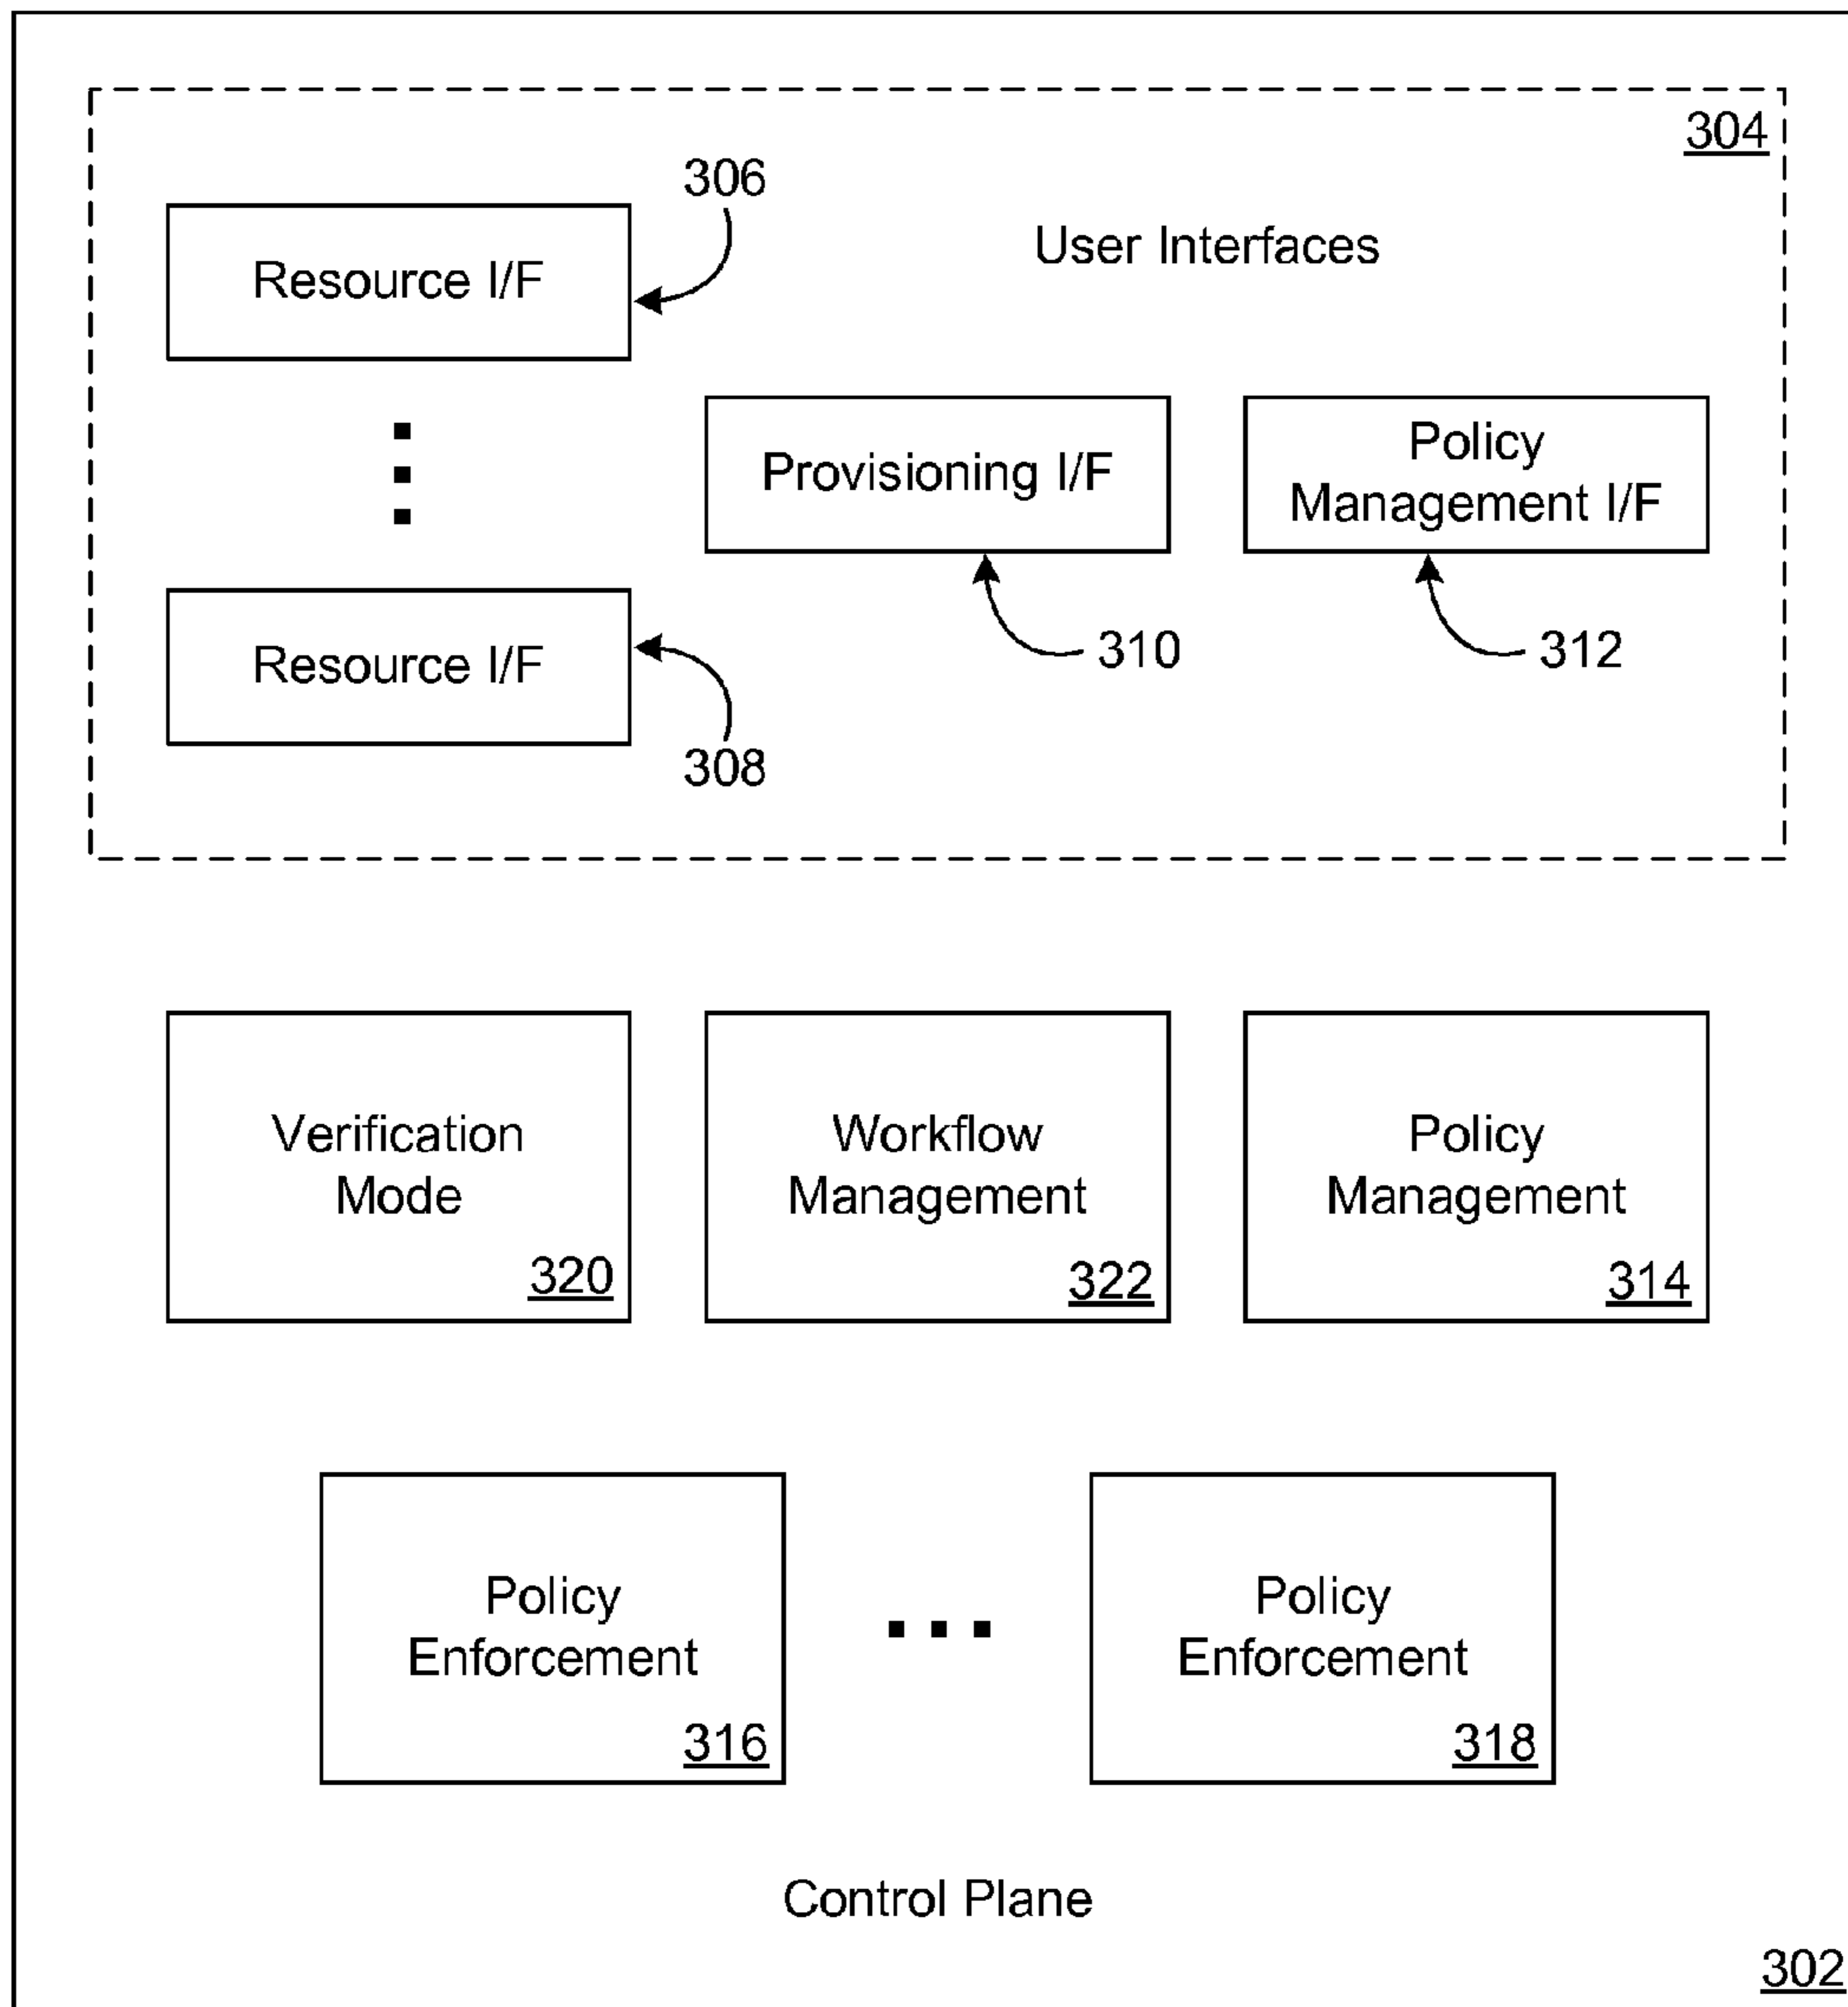 304
306
User Interfaces
Resource I/F
Policy
Management I/F
Provisioning I/F
310
312
Resource I/F
308
Verification
Mode
320
Workflow
Management
322
Policy
Management
314
Policy
Enforcement
316
Policy
Enforcement
318
Control Plane
302